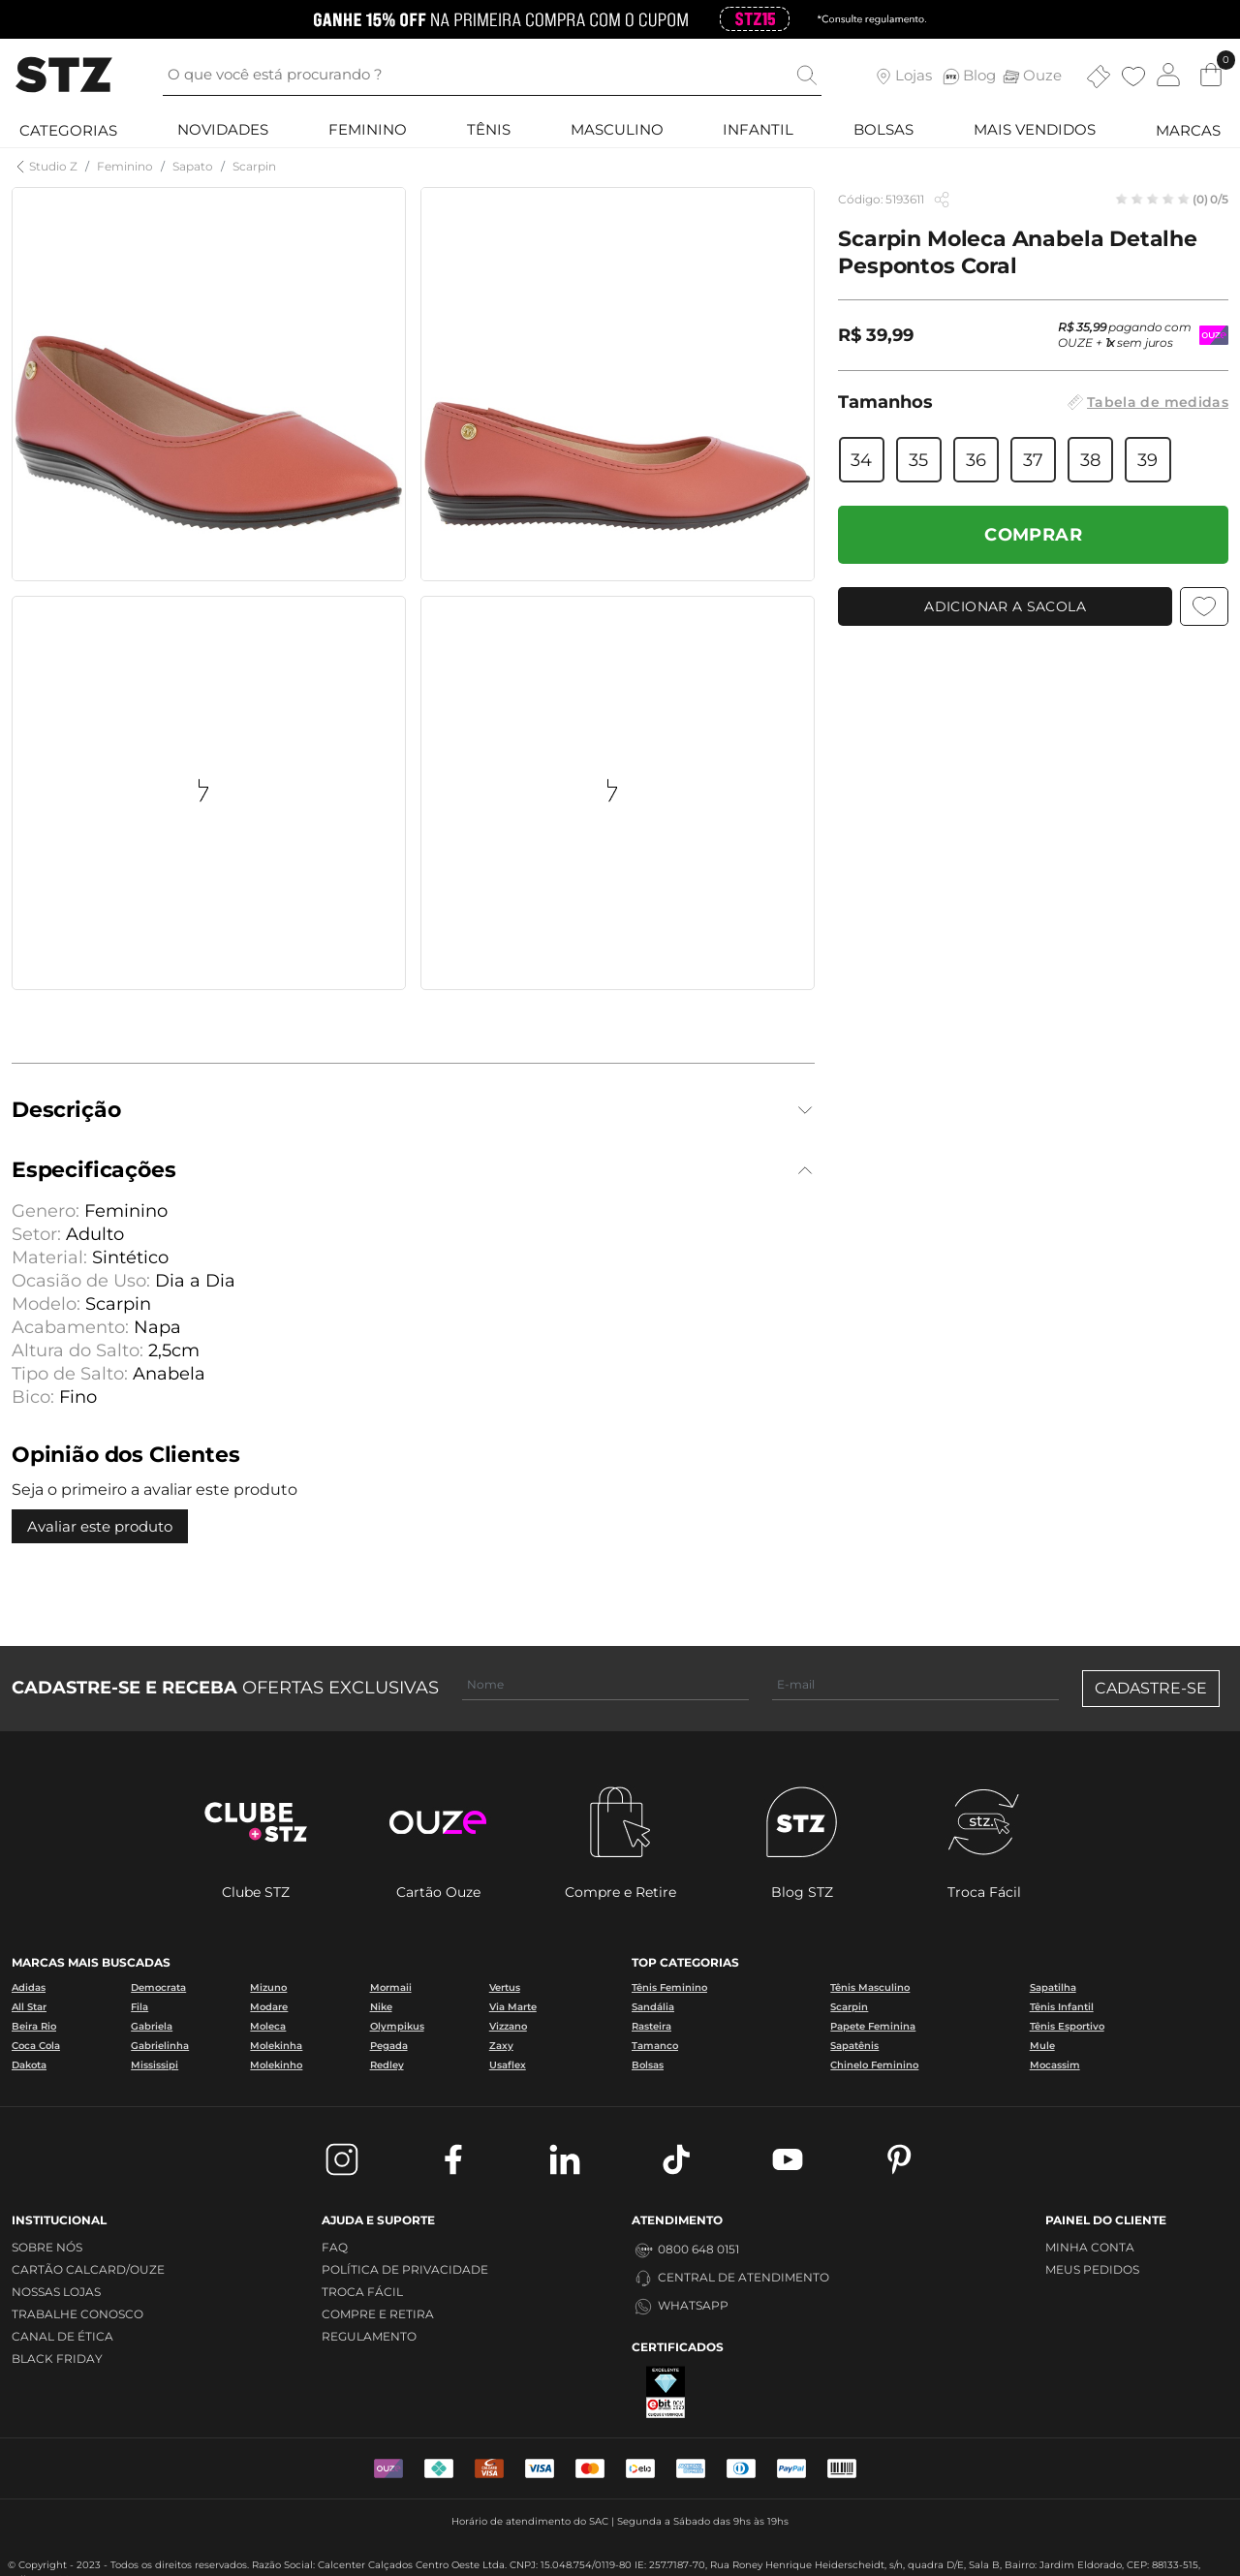 GANHE 15% OFF NA PRIMEIRA COMPRA COM O CUPOM STZ15 *Consulte regulamento.
STZ
O que você está procurando ?
Lojas Blog Ouze 0
CATEGORIAS NOVIDADES FEMININO TÊNIS MASCULINO INFANTIL BOLSAS MAIS VENDIDOS MARCAS
Studio Z / Feminino / Sapato / Scarpin
Código: 5193611 (0) 0/5
Scarpin Moleca Anabela Detalhe
Pespontos Coral
R$ 39,99
R$ 35,99 pagando com
OUZE + 1x sem juros
Tamanhos
Tabela de medidas
34 35 36 37 38 39
COMPRAR
ADICIONAR A SACOLA
Descrição
Especificações
Genero: Feminino
Setor: Adulto
Material: Sintético
Ocasião de Uso: Dia a Dia
Modelo: Scarpin
Acabamento: Napa
Altura do Salto: 2,5cm
Tipo de Salto: Anabela
Bico: Fino
Opinião dos Clientes
Seja o primeiro a avaliar este produto
Avaliar este produto
CADASTRE-SE E RECEBA OFERTAS EXCLUSIVAS Nome E-mail CADASTRE-SE
CLUBE
+STZ
ouze
STZ
stz.
Clube STZ Cartão Ouze Compre e Retire Blog STZ Troca Fácil
MARCAS MAIS BUSCADAS TOP CATEGORIAS
Adidas Democrata Mizuno Mormaii Vertus Tênis Feminino Tênis Masculino Sapatilha
All Star Fila Modare Nike Via Marte Sandália Scarpin Tênis Infantil
Beira Rio Gabriela Moleca Olympikus Vizzano Rasteira Papete Feminina Tênis Esportivo
Coca Cola Gabrielinha Molekinha Pegada Zaxy Tamanco Sapatênis Mule
Dakota Mississipi Molekinho Redley Usaflex Bolsas Chinelo Feminino Mocassim
INSTITUCIONAL
SOBRE NÓS
CARTÃO CALCARD/OUZE
NOSSAS LOJAS
TRABALHE CONOSCO
CANAL DE ÉTICA
BLACK FRIDAY
AJUDA E SUPORTE
FAQ
POLÍTICA DE PRIVACIDADE
TROCA FÁCIL
COMPRE E RETIRA
REGULAMENTO
ATENDIMENTO
0800 648 0151
CENTRAL DE ATENDIMENTO
WHATSAPP
CERTIFICADOS
EXCELENTE
ebit
PAINEL DO CLIENTE
MINHA CONTA
MEUS PEDIDOS
VISA VISA elo PayPal
Horário de atendimento do SAC | Segunda a Sábado das 9hs às 19hs
© Copyright - 2023 - Todos os direitos reservados. Razão Social: Calcenter Calçados Centro Oeste Ltda. CNPJ: 15.048.754/0119-80 IE: 257.7187-70, Rua Roney Henrique Heiderscheidt, s/n, quadra D/E, Sala B, Bairro: Jardim Eldorado, CEP: 88133-515,